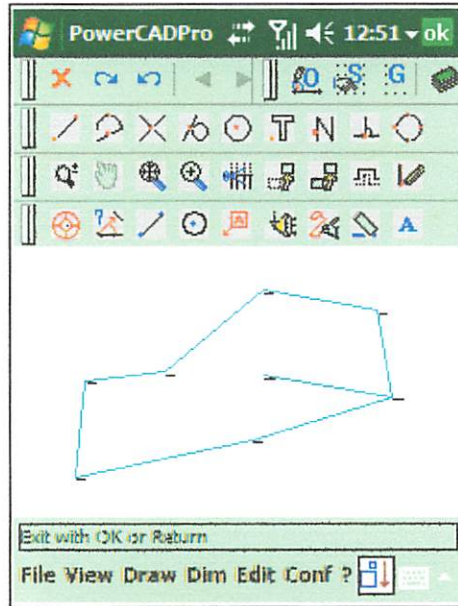 PowerCADPro 12:51 ok
O S G
T N
A A
Exit with OK or Return
File View Draw Dim Edit Conf ?